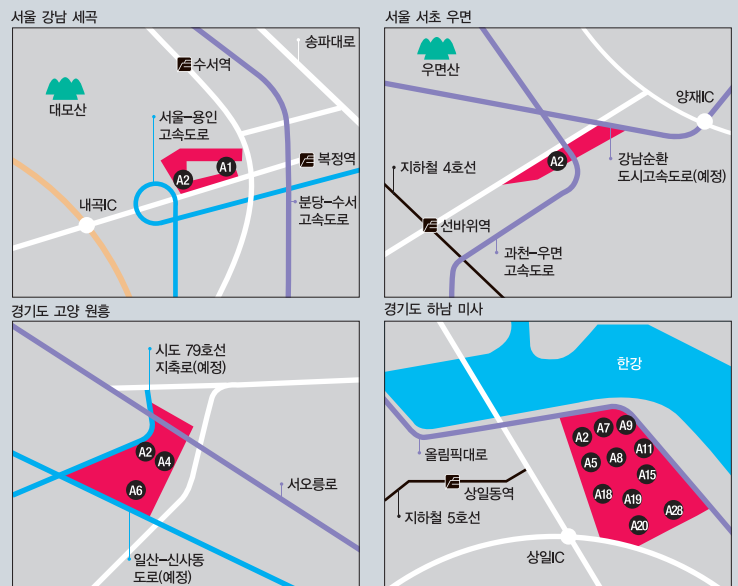 서울 강남 세곡
송파대로
수서역
대모산
서울-용인
고속도로
A1
A2
복정역
내곡IC
분당-수서
고속도로
서울 서초 우면
우면산
양재IC
A2
강남순환
도시고속도로(예정)
지하철 4호선
선바위역
과천-우면
고속도로
경기도 고양 원흥
시도 79호선
지축로(예정)
A2
A4
A6
서오릉로
일산-신사동
도로(예정)
경기도 하남 미사
한강
A9
A7
A2
A11
A8
A5
A15
A18
A19
A28
A20
올림픽대로
상일동역
지하철 5호선
상일IC